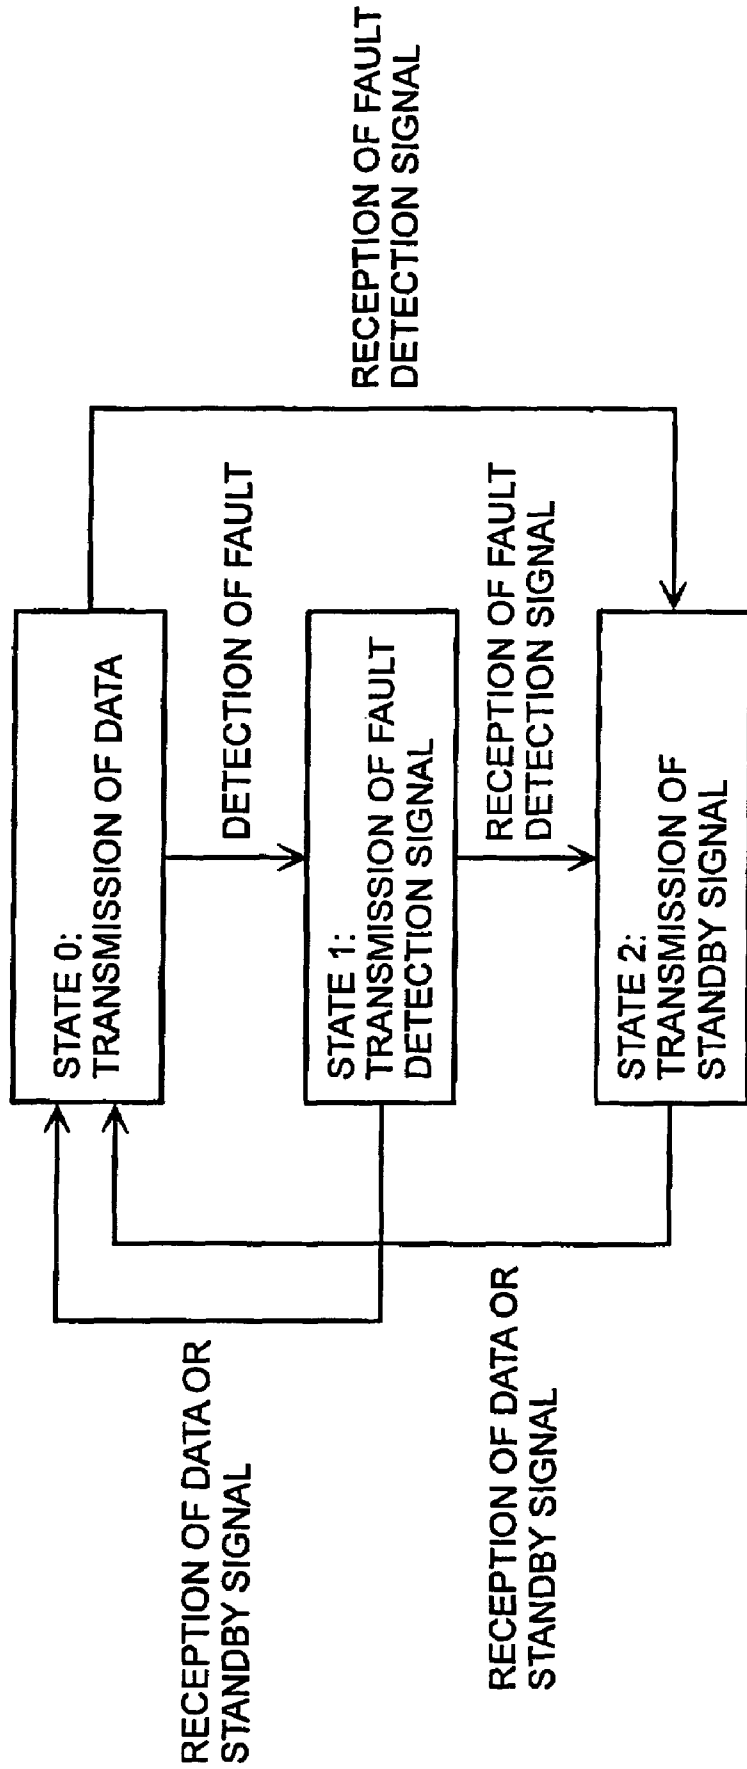 STATE 0:
TRANSMISSION OF DATA
RECEPTION OF FAULT
DETECTION SIGNAL
DETECTION OF FAULT
RECEPTION OF DATA OR
STANDBY SIGNAL
STATE 1:
TRANSMISSION OF FAULT
DETECTION SIGNAL
RECEPTION OF FAULT
DETECTION SIGNAL
RECEPTION OF DATA OR
STANDBY SIGNAL
STATE 2:
TRANSMISSION OF
STANDBY SIGNAL